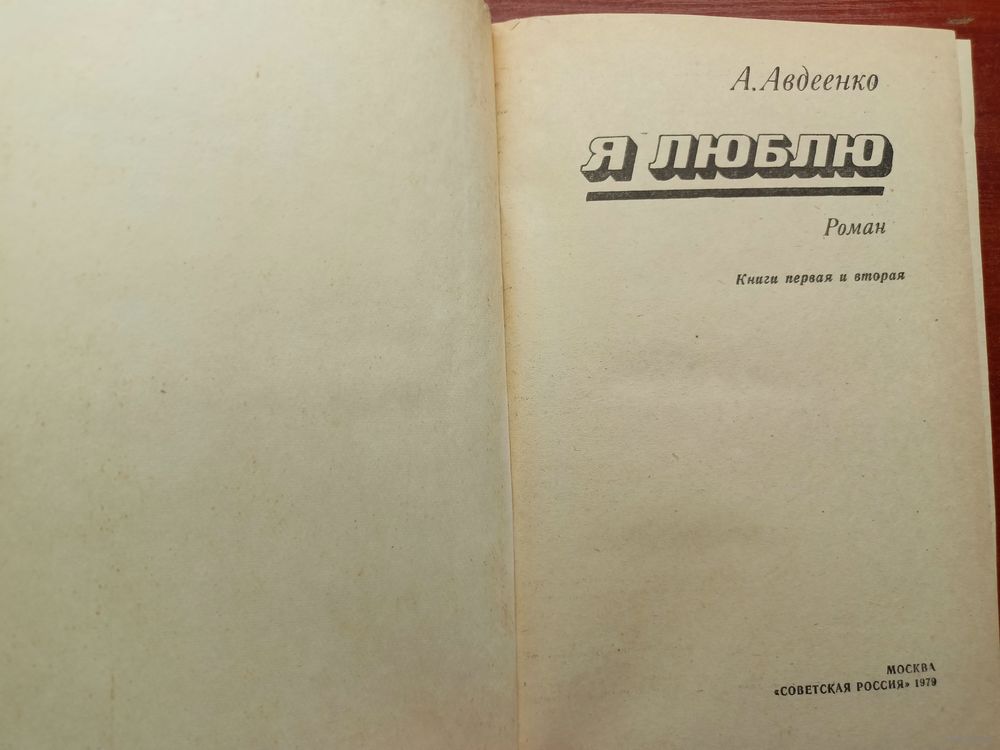 А. Авдеенко
Я ЛЮБЛЮ
Роман
Книги первая и вторая
МОСКВА
«СОВЕТСКАЯ РОССИЯ» 1979